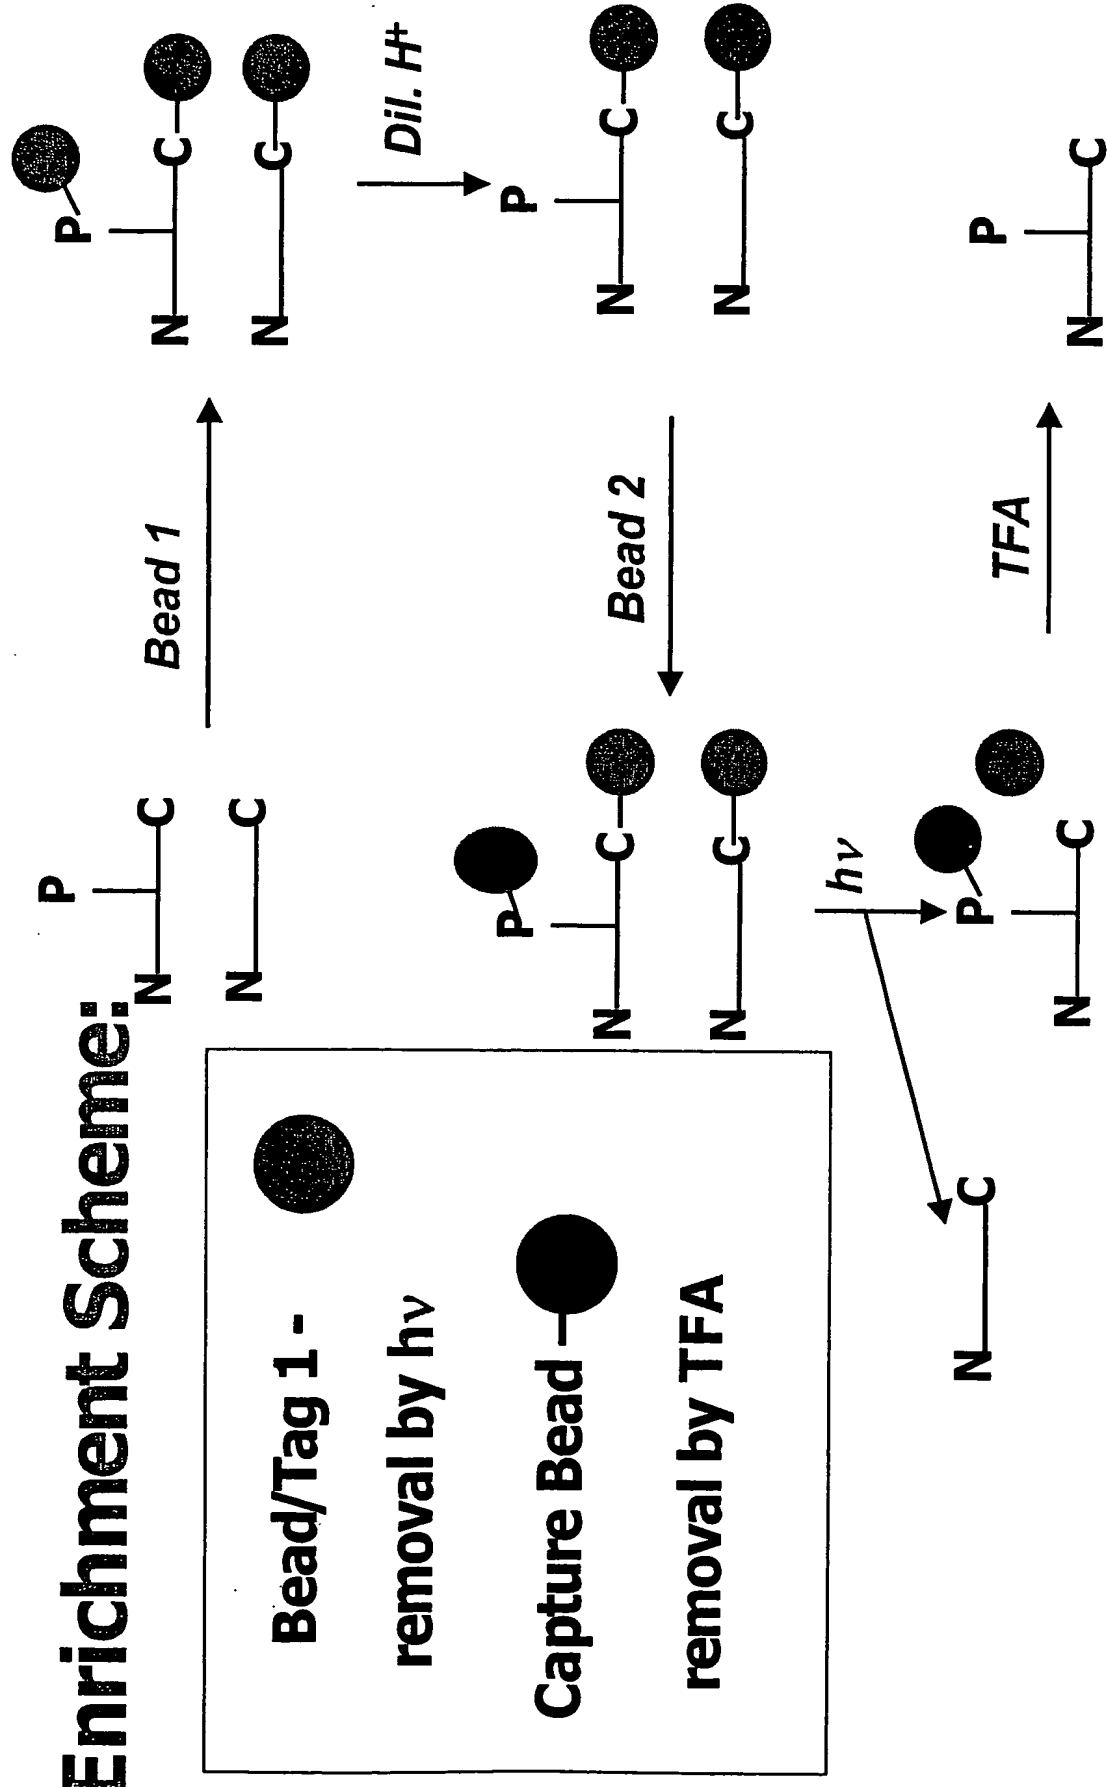 Enrichment Scheme:
P
N C
N C
Bead 1
P
N C
N C
Dil. H+
P
N C
N C
Bead 2
P
N C
N C
hν
N C
P
N C
TFA
P
N C
Bead/Tag 1 -
removal by hν
Capture Bead
removal by TFA